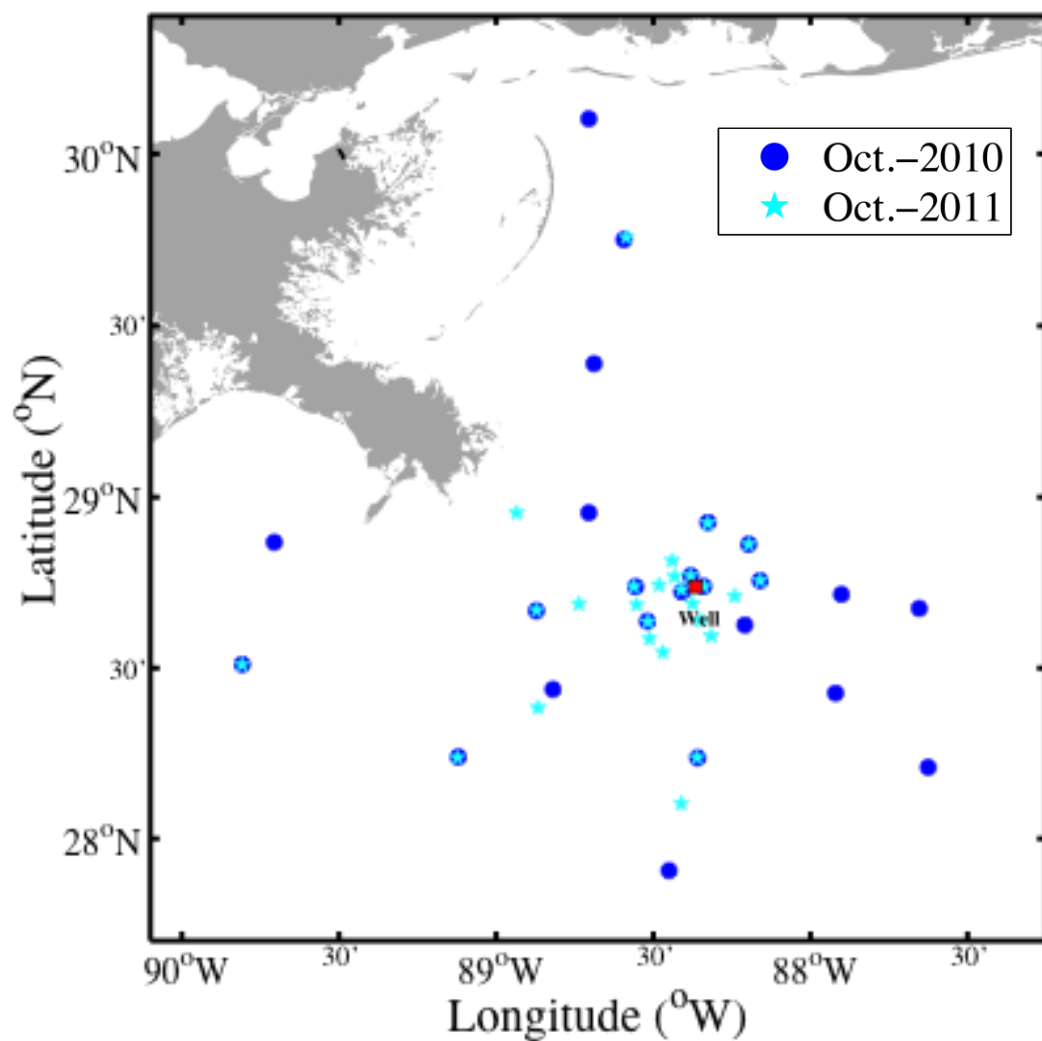 Oct.−2010
Oct.−2011
30°N
30'
29°N
30'
28°N
Latitude (°N)
Well
90°W
30'
89°W
30'
88°W
30'
Longitude (°W)